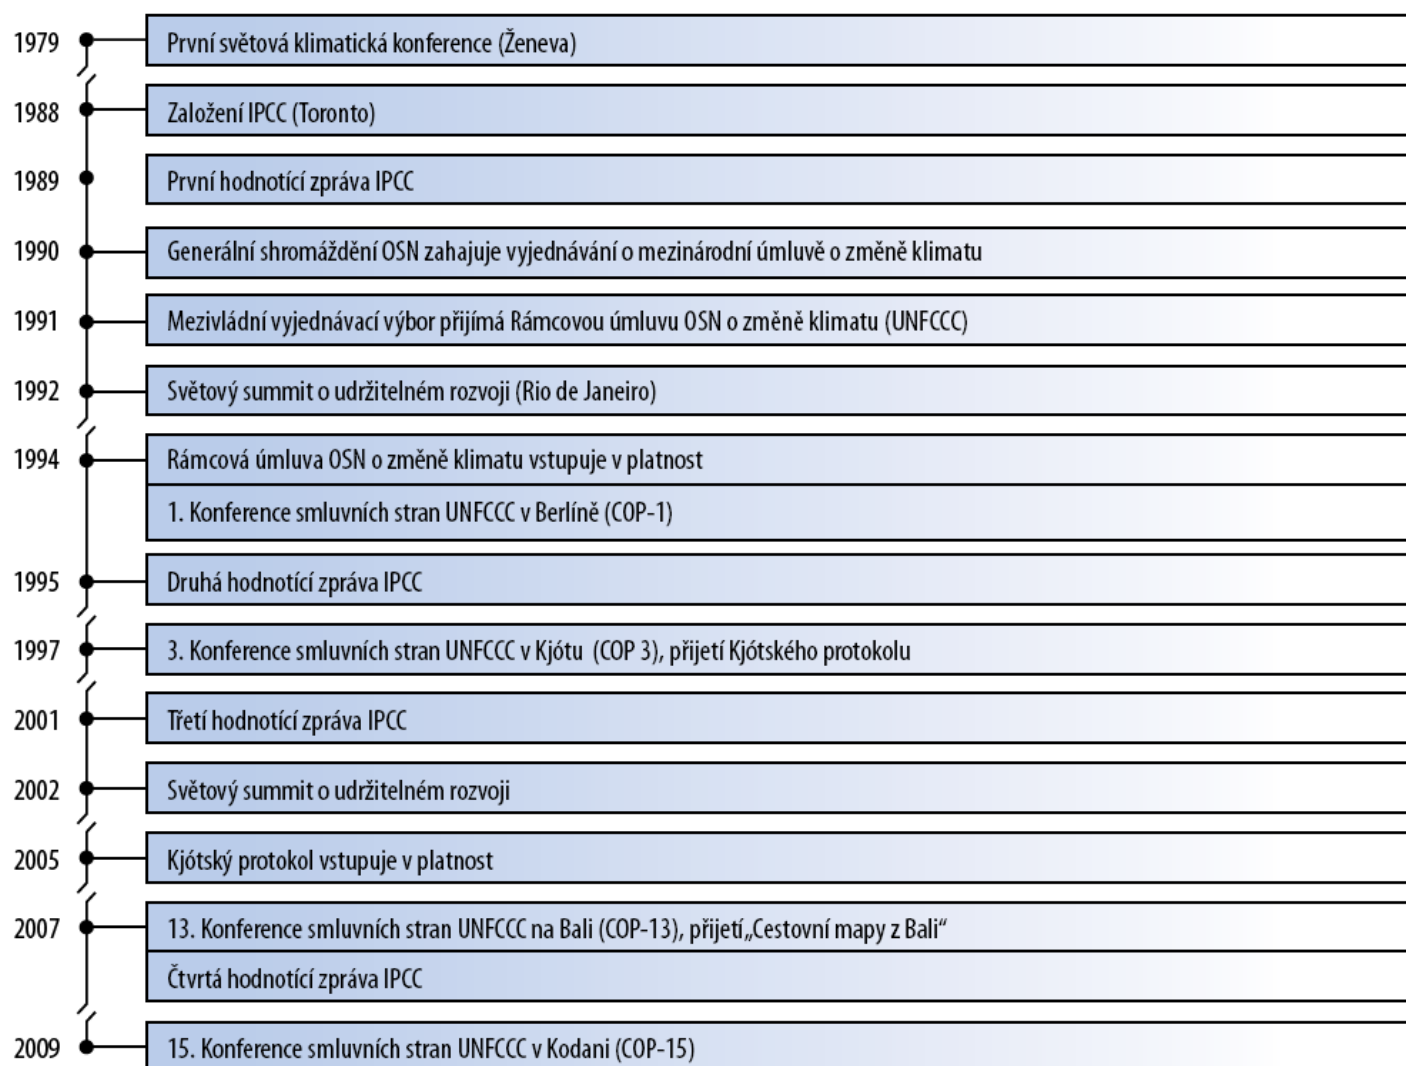 1979 První světová klimatická konference (Ženeva)
1988 Založení IPCC (Toronto)
1989 První hodnotící zpráva IPCC
1990 Generální shromáždění OSN zahajuje vyjednávání o mezinárodní úmluvě o změně klimatu
1991 Mezivládní vyjednávací výbor přijímá Rámcovou úmluvu OSN o změně klimatu (UNFCCC)
1992 Světový summit o udržitelném rozvoji (Rio de Janeiro)
1994 Rámcová úmluva OSN o změně klimatu vstupuje v platnost
1. Konference smluvních stran UNFCCC v Berlíně (COP-1)
1995 Druhá hodnotící zpráva IPCC
1997 3. Konference smluvních stran UNFCCC v Kjótu (COP 3), přijetí Kjótského protokolu
2001 Třetí hodnotící zpráva IPCC
2002 Světový summit o udržitelném rozvoji
2005 Kjótský protokol vstupuje v platnost
2007 13. Konference smluvních stran UNFCCC na Bali (COP-13), přijetí„Cestovní mapy z Bali“
Čtvrtá hodnotící zpráva IPCC
2009 15. Konference smluvních stran UNFCCC v Kodani (COP-15)